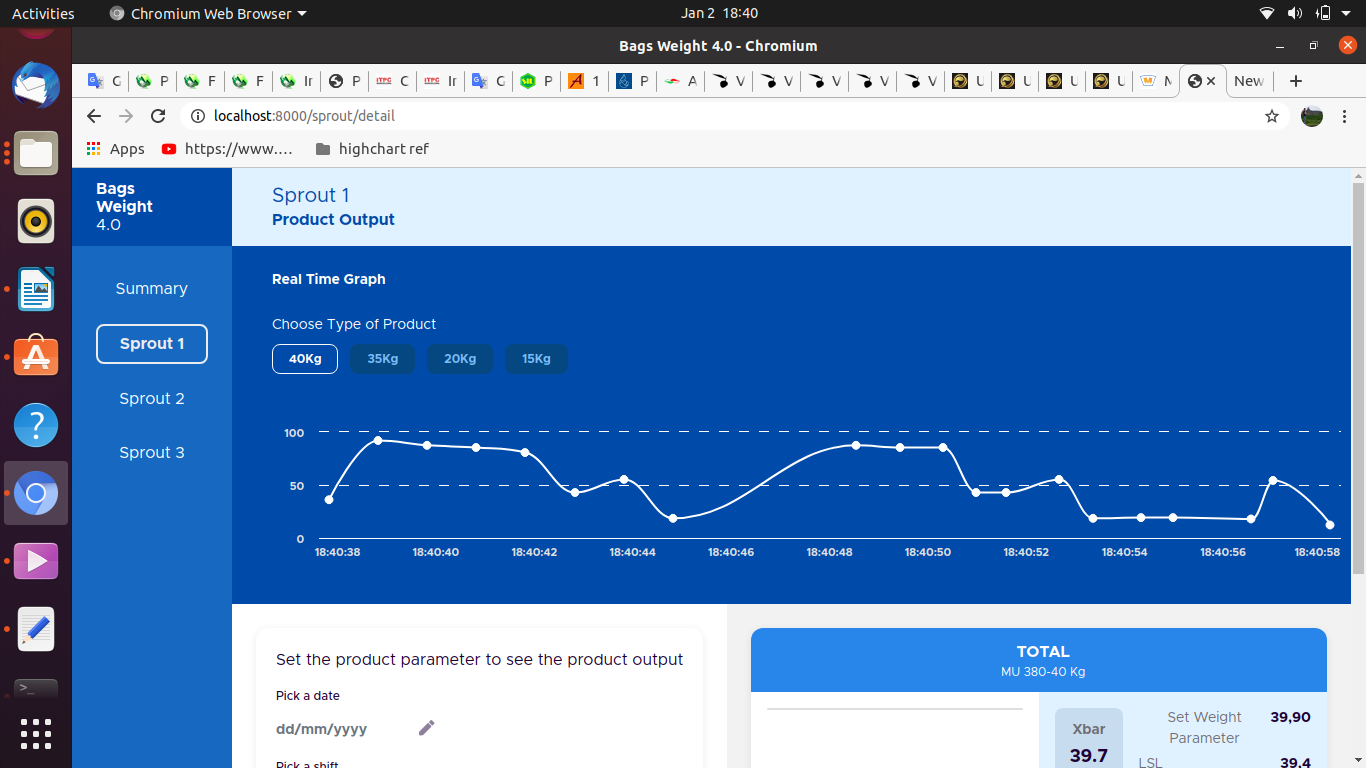 Activities Chromium Web Browser Jan 2 18:40
Bags Weight 4.0 - Chromium
G P F F Ir P C Ir G P 1 P A V V V V V U U U U M New
localhost:8000/sprout/detail
Apps https://www.... highchart ref
Bags
Weight
4.0
Sprout 1
Product Output
Summary
Sprout 1
Sprout 2
Sprout 3
Real Time Graph
Choose Type of Product
40Kg 35Kg 20Kg 15Kg
100
50
0
18:40:38 18:40:40 18:40:42 18:40:44 18:40:46 18:40:48 18:40:50 18:40:52 18:40:54 18:40:56 18:40:58
Set the product parameter to see the product output
Pick a date
dd/mm/yyyy
Pick a shift
TOTAL
MU 380-40 Kg
Xbar
39.7
Set Weight Parameter 39,90
LSL 39,4